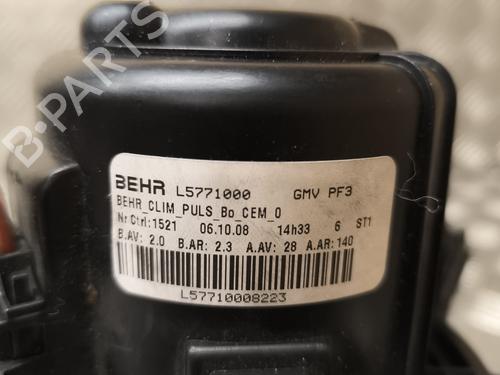 B-PARTS
BEHR L5771000 GMV PF3
BEHR_CLIM_PULS_Bo_CEM_0
Nr Ctrl:1521 06.10.08 14h33 6 ST1
B.AV: 2.0 B.AR: 2.3 A.AV: 28 A.AR: 140
L57710008223